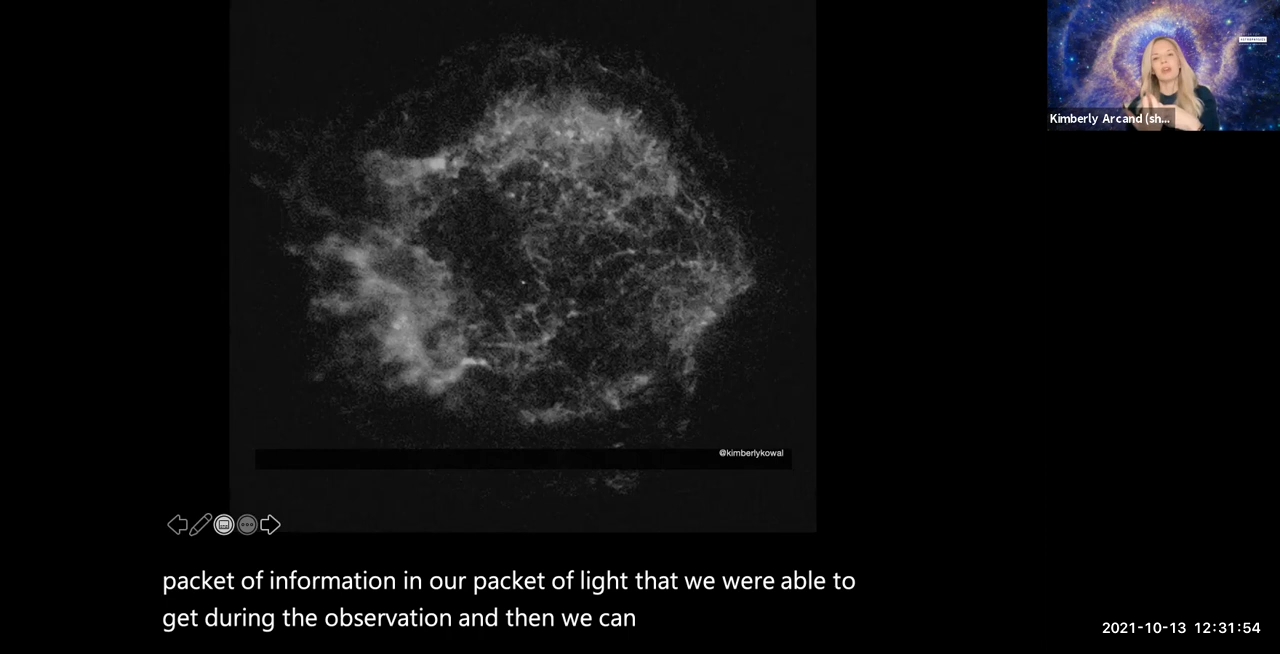 Kimberly Arcand (sh...
@kimberlykowal
packet of information in our packet of light that we were able to
get during the observation and then we can
2021-10-13 12:31:54